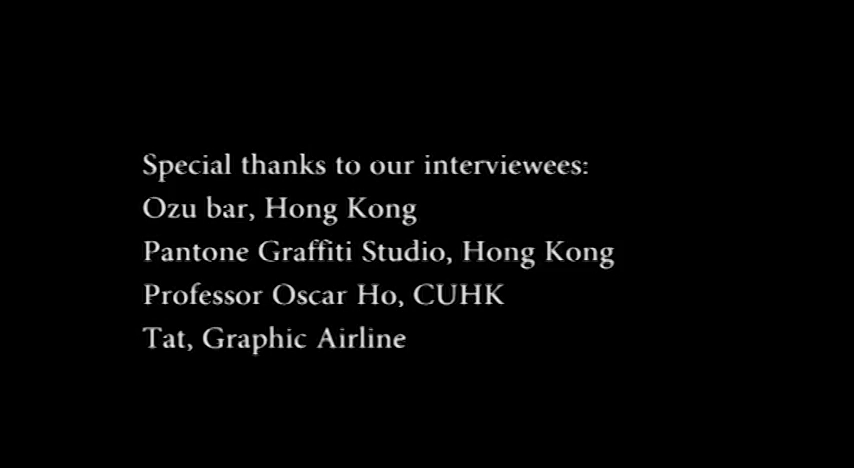 Special thanks to our interviewees:
Ozu bar, Hong Kong
Pantone Graffiti Studio, Hong Kong
Professor Oscar Ho, CUHK
Tat, Graphic Airline